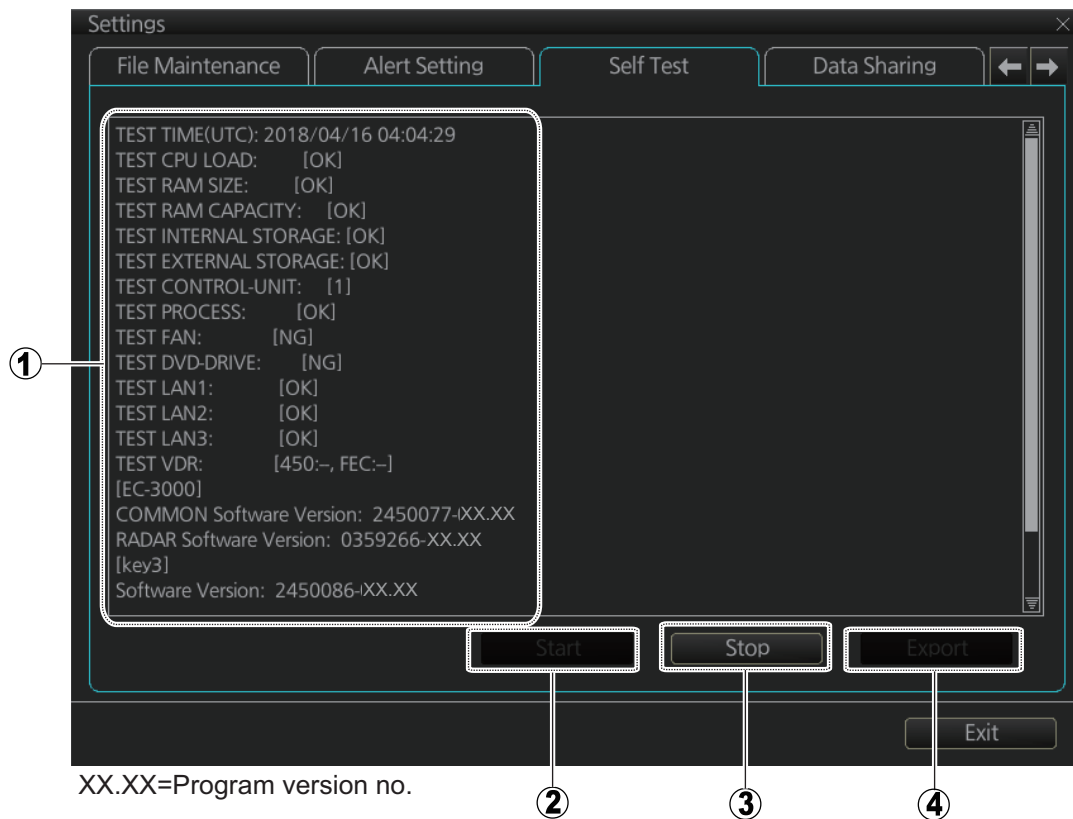 Settings
File Maintenance Alert Setting Self Test Data Sharing
TEST TIME(UTC): 2018/04/16 04:04:29
TEST CPU LOAD: [OK]
TEST RAM SIZE: [OK]
TEST RAM CAPACITY: [OK]
TEST INTERNAL STORAGE: [OK]
TEST EXTERNAL STORAGE: [OK]
TEST CONTROL-UNIT: [1]
TEST PROCESS: [OK]
TEST FAN: [NG]
TEST DVD-DRIVE: [NG]
TEST LAN1: [OK]
TEST LAN2: [OK]
TEST LAN3: [OK]
TEST VDR: [450:–, FEC:–]
[EC-3000]
COMMON Software Version: 2450077-XX.XX
RADAR Software Version: 0359266-XX.XX
[key3]
Software Version: 2450086-XX.XX
1
Start Stop Export
Exit
XX.XX=Program version no.
2 3 4